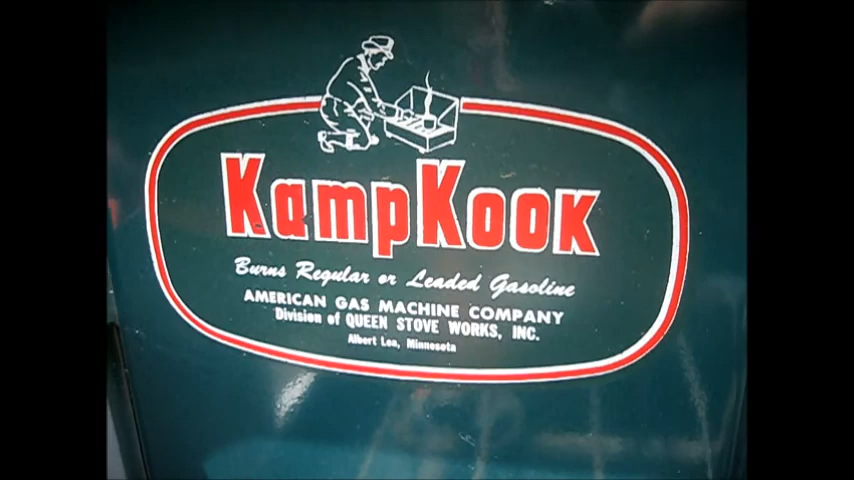 KampKook
Burns Regular or Leaded Gasoline
AMERICAN GAS MACHINE COMPANY
Division of QUEEN STOVE WORKS, INC.
Albert Lea, Minnesota